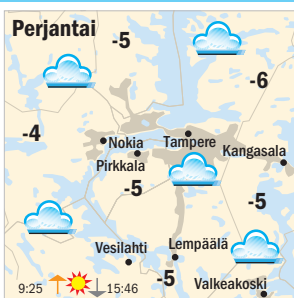 Perjantai
-5
-6
-4
Nokia
Tampere
Pirkkala
Kangasala
-5
-5
Vesilahti
Lempäälä
-5
9:25
15:46
Valkeakoski